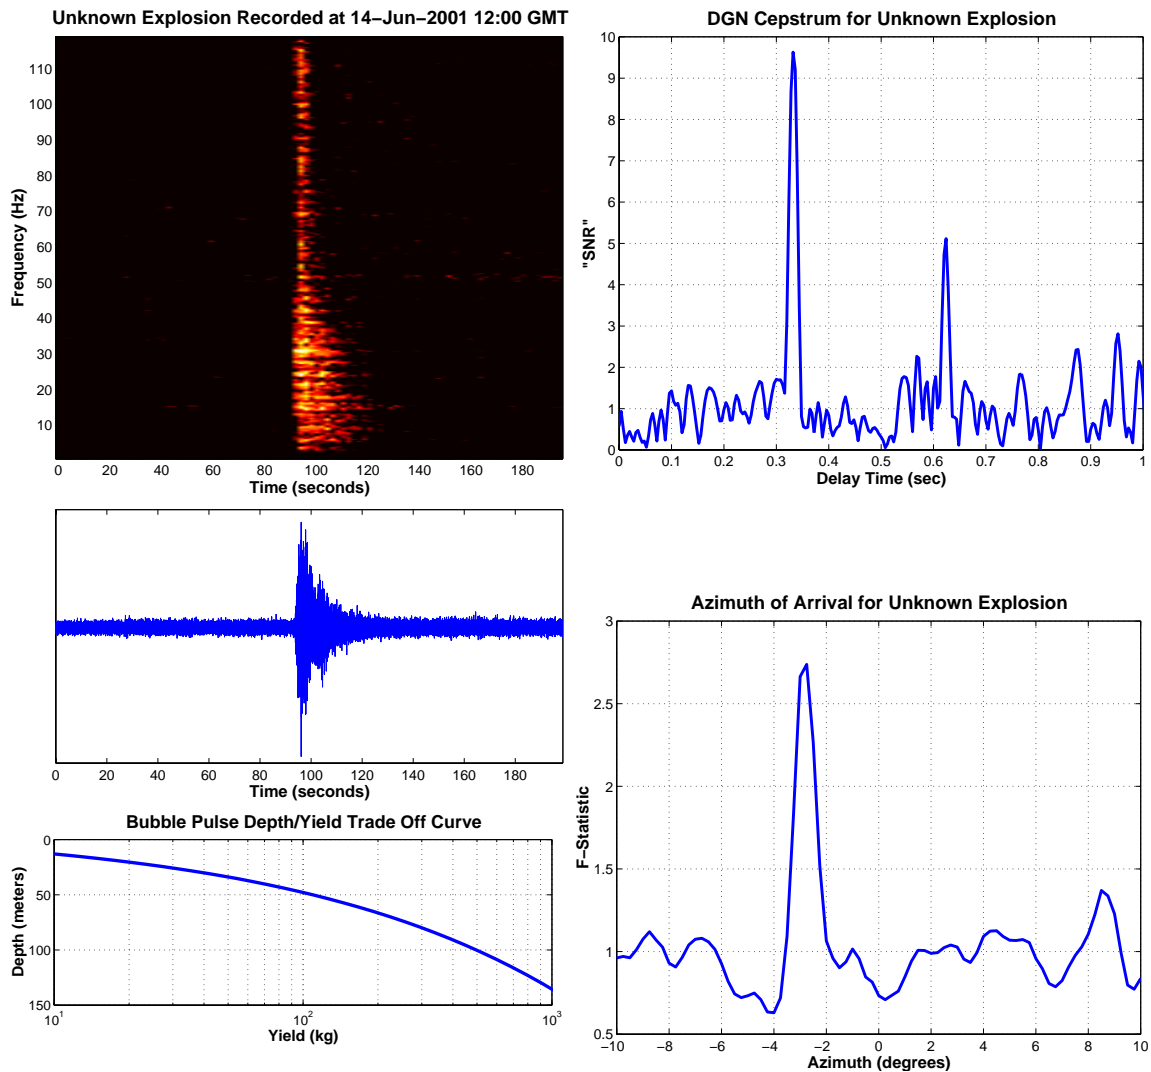 Unknown Explosion Recorded at 14−Jun−2001 12:00 GMT
Frequency (Hz)
110
100
90
80
70
60
50
40
30
20
10
0 20 40 60 80 100 120 140 160 180
Time (seconds)
DGN Cepstrum for Unknown Explosion
"SNR"
10
9
8
7
6
5
4
3
2
1
0
0 0.1 0.2 0.3 0.4 0.5 0.6 0.7 0.8 0.9 1
Delay Time (sec)
0 20 40 60 80 100 120 140 160 180
Time (seconds)
Bubble Pulse Depth/Yield Trade Off Curve
Depth (meters)
0
50
100
150
10^1 10^2 10^3
Yield (kg)
Azimuth of Arrival for Unknown Explosion
F−Statistic
3
2.5
2
1.5
1
0.5
−10 −8 −6 −4 −2 0 2 4 6 8 10
Azimuth (degrees)